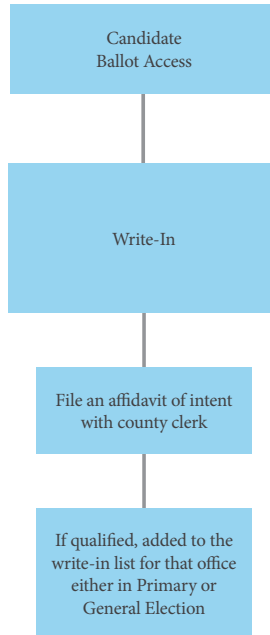 Candidate
Ballot Access
Write-In
File an affidavit of intent
with county clerk
If qualified, added to the
write-in list for that office
either in Primary or
General Election